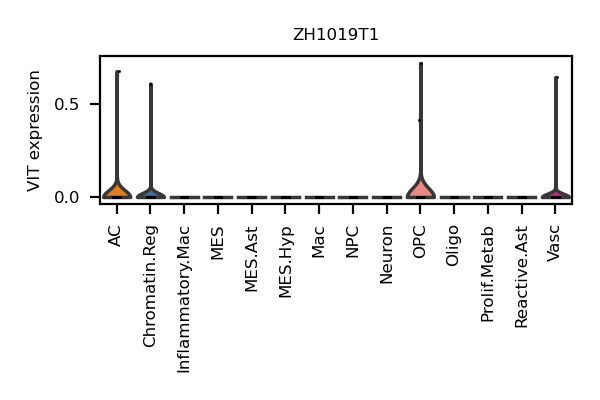 ZH1019T1
VIT expression
0.5
0.0
AC
Chromatin.Reg
Inflammatory.Mac
MES
MES.Ast
MES.Hyp
Mac
NPC
Neuron
OPC
Oligo
Prolif.Metab
Reactive.Ast
Vasc